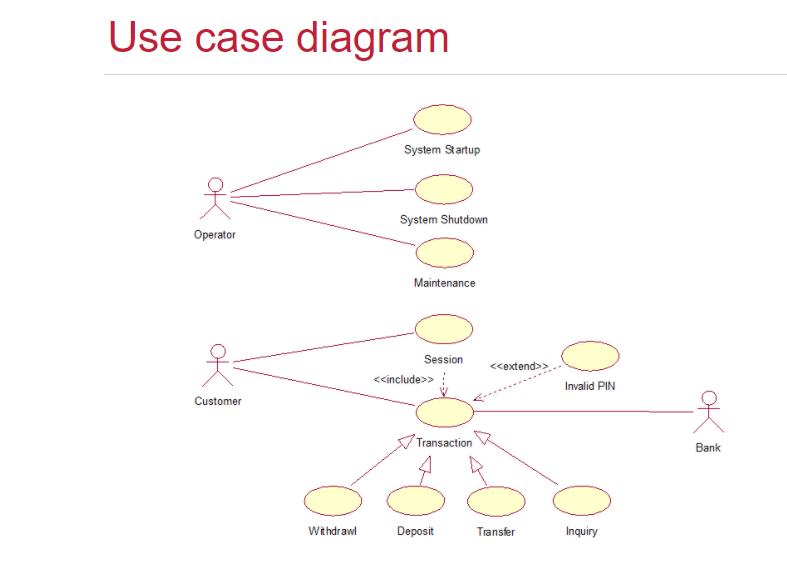 Use case diagram
System Startup
Operator
System Shutdown
Maintenance
Customer
Session
<<include>>
<<extend>>
Invalid PIN
Transaction
Bank
Withdrawl
Deposit
Transfer
Inquiry